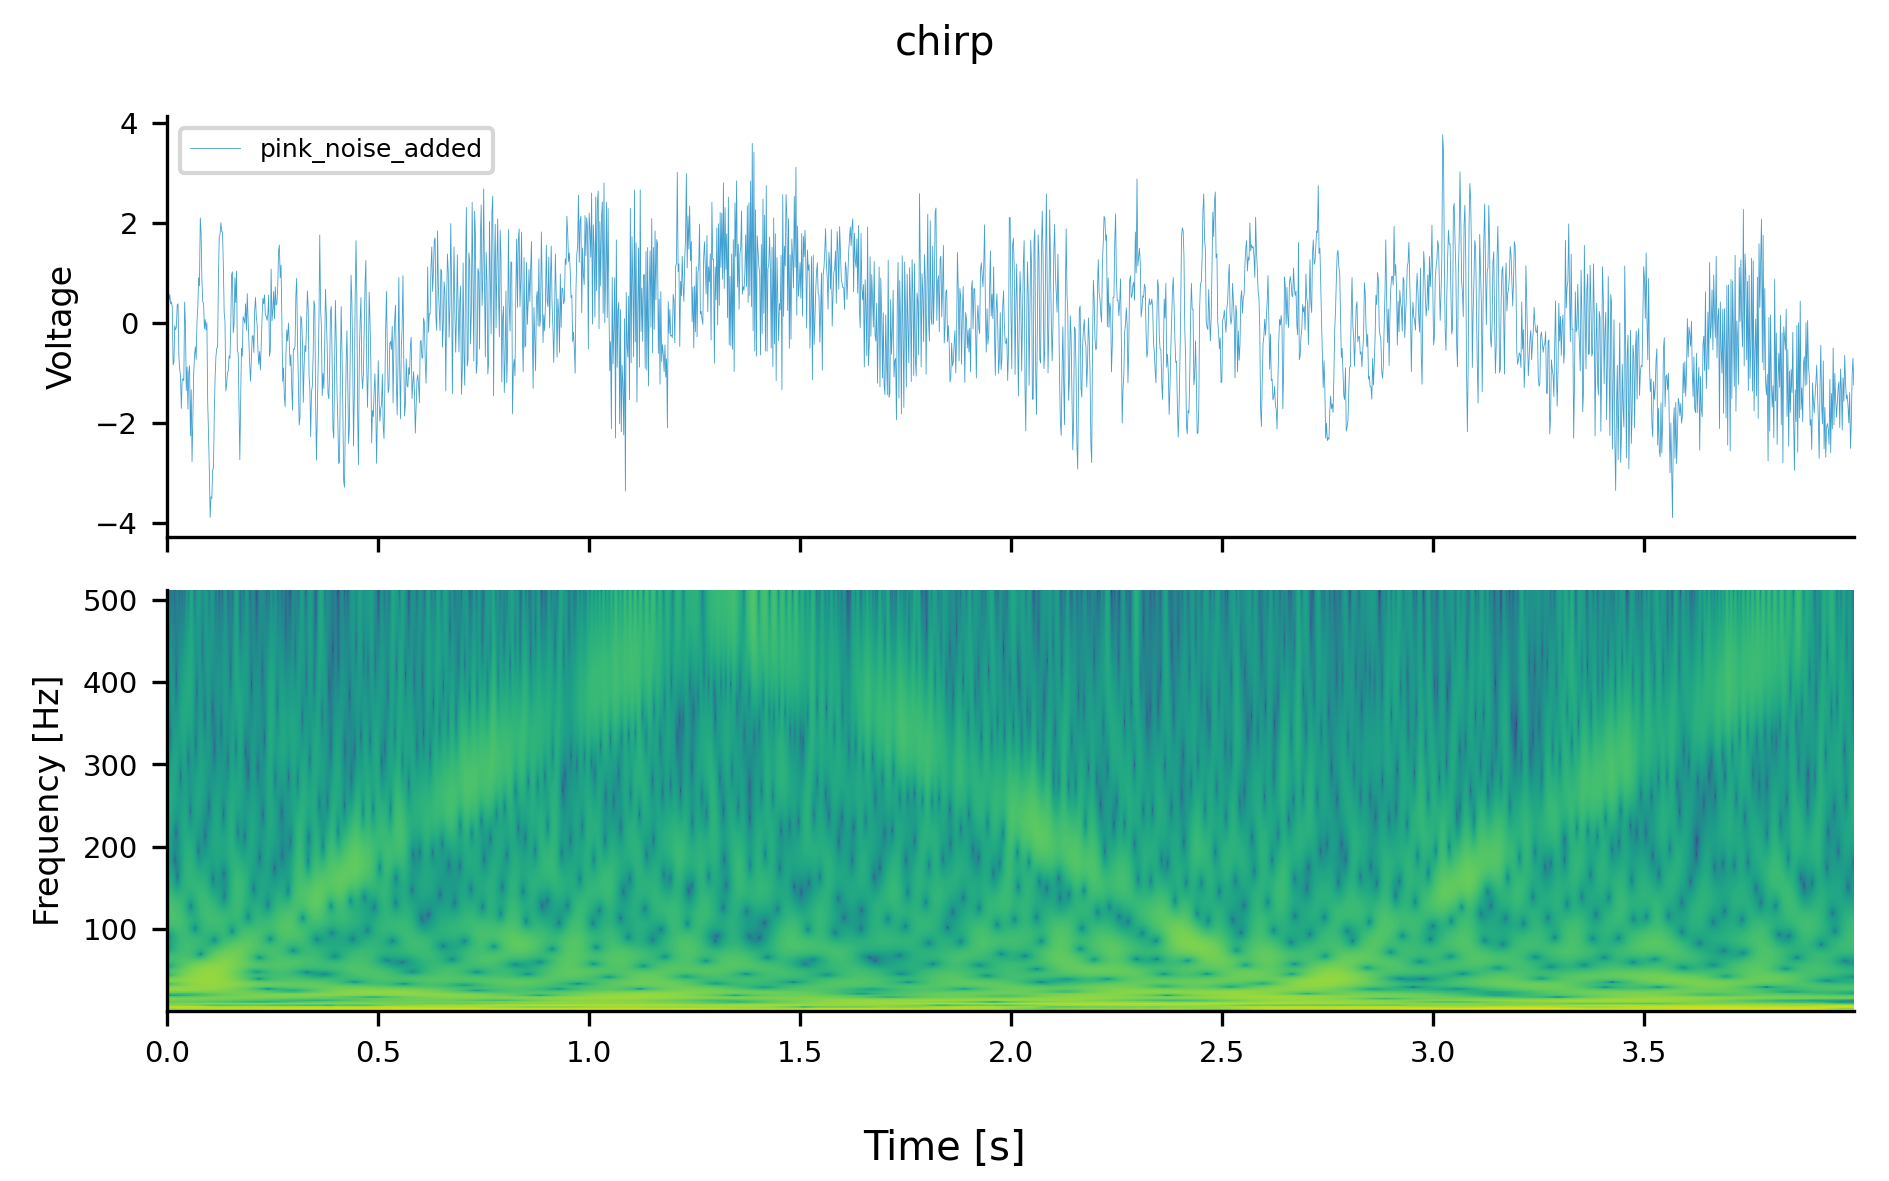 chirp
4
pink_noise_added
2
0
−2
−4
Voltage
500
400
300
200
100
Frequency [Hz]
0.0 0.5 1.0 1.5 2.0 2.5 3.0 3.5
Time [s]